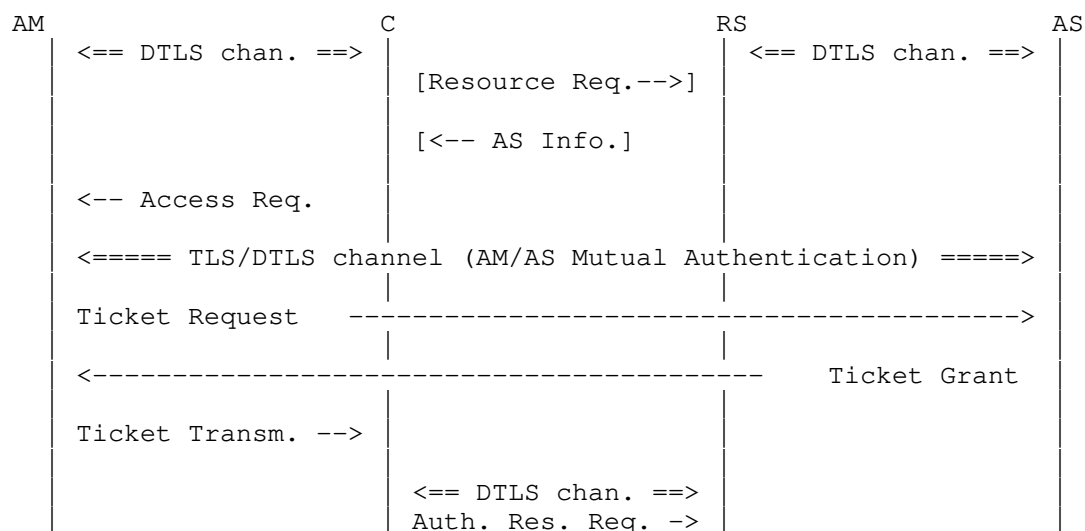 AM C RS AS
<== DTLS chan. ==> <== DTLS chan. ==>
[Resource Req.-->]
[<-- AS Info.]
<-- Access Req.
<===== TLS/DTLS channel (AM/AS Mutual Authentication) =====>
Ticket Request ------------------------------------------>
<------------------------------------------ Ticket Grant
Ticket Transm. -->
<== DTLS chan. ==>
Auth. Res. Req. ->